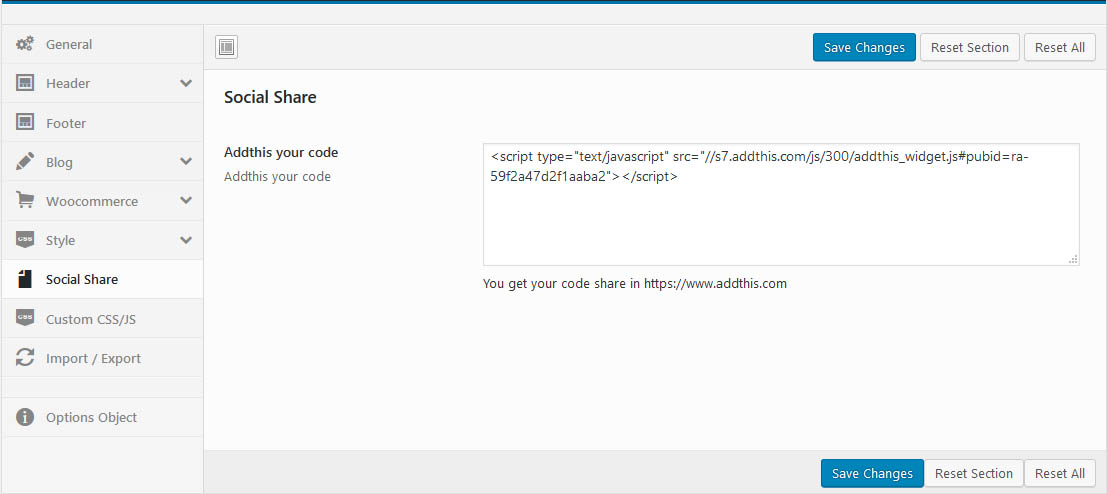 General
Header
Footer
Blog
Woocommerce
CSS
Style
Social Share
CSS
Custom CSS/JS
Import / Export
Options Object
Save Changes
Reset Section
Reset All
Social Share
Addthis your code
Addthis your code
<script type="text/javascript" src="//s7.addthis.com/js/300/addthis_widget.js#pubid=ra-
59f2a47d2f1aaba2"></script>
You get your code share in https://www.addthis.com
Save Changes
Reset Section
Reset All